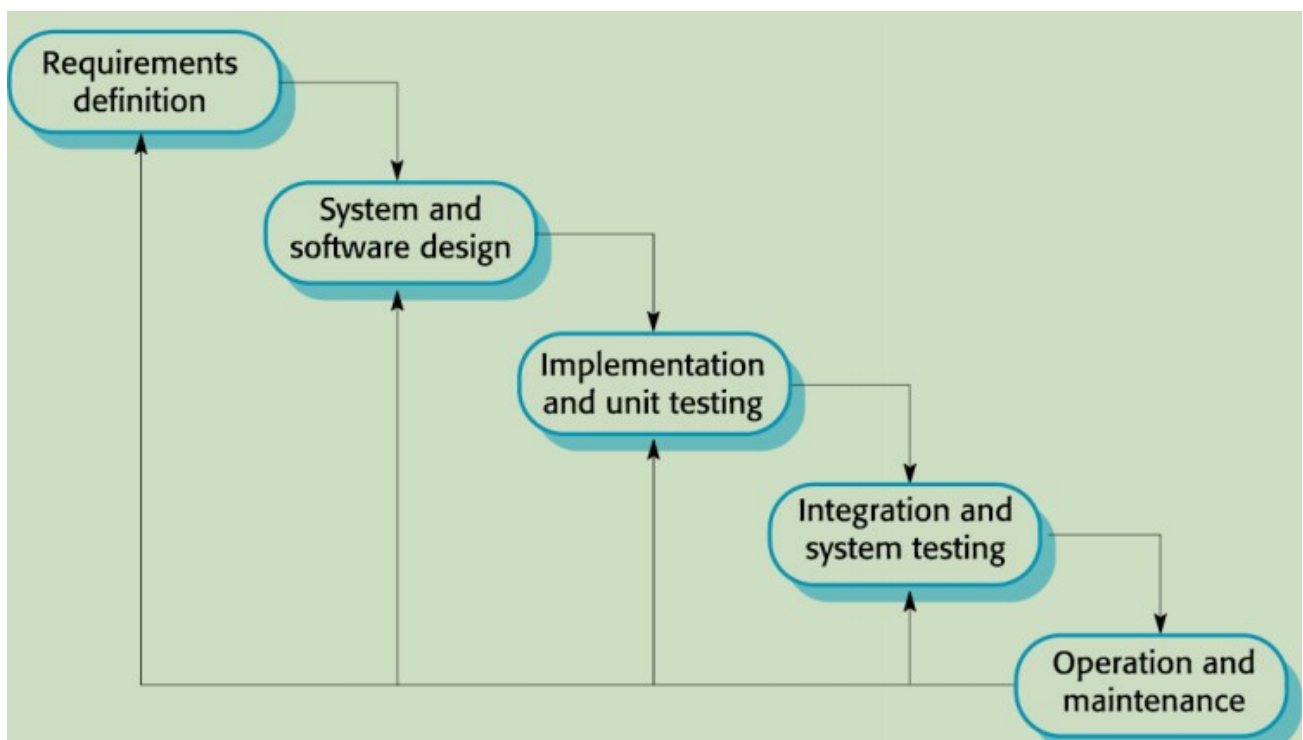 Requirements
definition
System and
software design
Implementation
and unit testing
Integration and
system testing
Operation and
maintenance